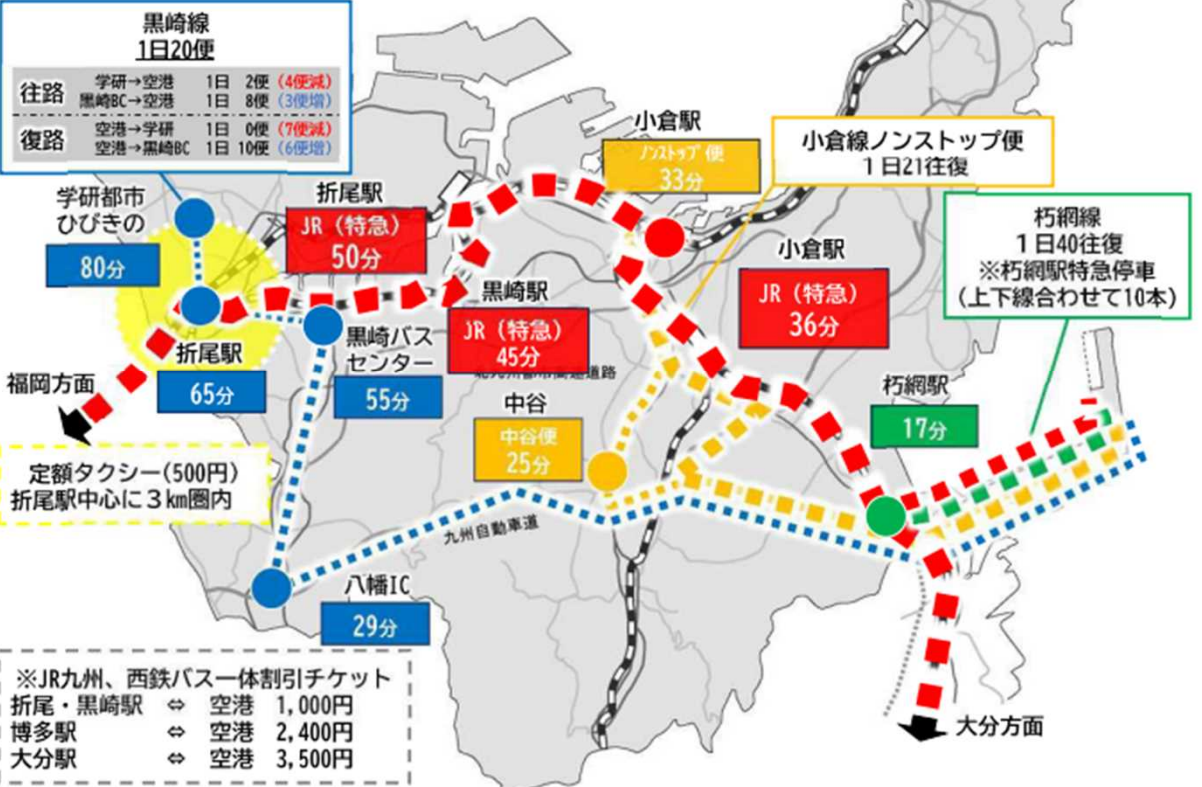 黒崎線
1日20便
往路
学研→空港 1日 2便 (4便減)
黒崎BC→空港 1日 8便 (3便増)
復路
空港→学研 1日 0便 (7便減)
空港→黒崎BC 1日 10便 (6便増)
小倉駅
ノンストップ便
33分
小倉線ノンストップ便
1日21往復
学研都市
ひびきの
80分
折尾駅
JR(特急)
50分
朽網線
1日40往復
※朽網駅特急停車
(上下線合わせて10本)
小倉駅
JR(特急)
36分
黒崎駅
JR(特急)
45分
北九州都市高速道路
黒崎バス
センター
55分
折尾駅
65分
福岡方面
朽網駅
17分
中谷
中谷便
25分
定額タクシー(500円)
折尾駅中心に3km圏内
九州自動車道
八幡IC
29分
※JR九州、西鉄バス一体割引チケット
折尾・黒崎駅 ⇔ 空港 1,000円
博多駅 ⇔ 空港 2,400円
大分駅 ⇔ 空港 3,500円
大分方面